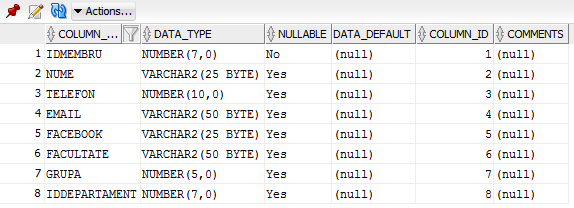 Actions...
COLUMN_... DATA_TYPE NULLABLE DATA_DEFAULT COLUMN_ID COMMENTS
1 IDMEMBRU NUMBER(7,0) No (null) 1 (null)
2 NUME VARCHAR2(25 BYTE) Yes (null) 2 (null)
3 TELEFON NUMBER(10,0) Yes (null) 3 (null)
4 EMAIL VARCHAR2(50 BYTE) Yes (null) 4 (null)
5 FACEBOOK VARCHAR2(25 BYTE) Yes (null) 5 (null)
6 FACULTATE VARCHAR2(50 BYTE) Yes (null) 6 (null)
7 GRUPA NUMBER(5,0) Yes (null) 7 (null)
8 IDDEPARTAMENT NUMBER(7,0) Yes (null) 8 (null)